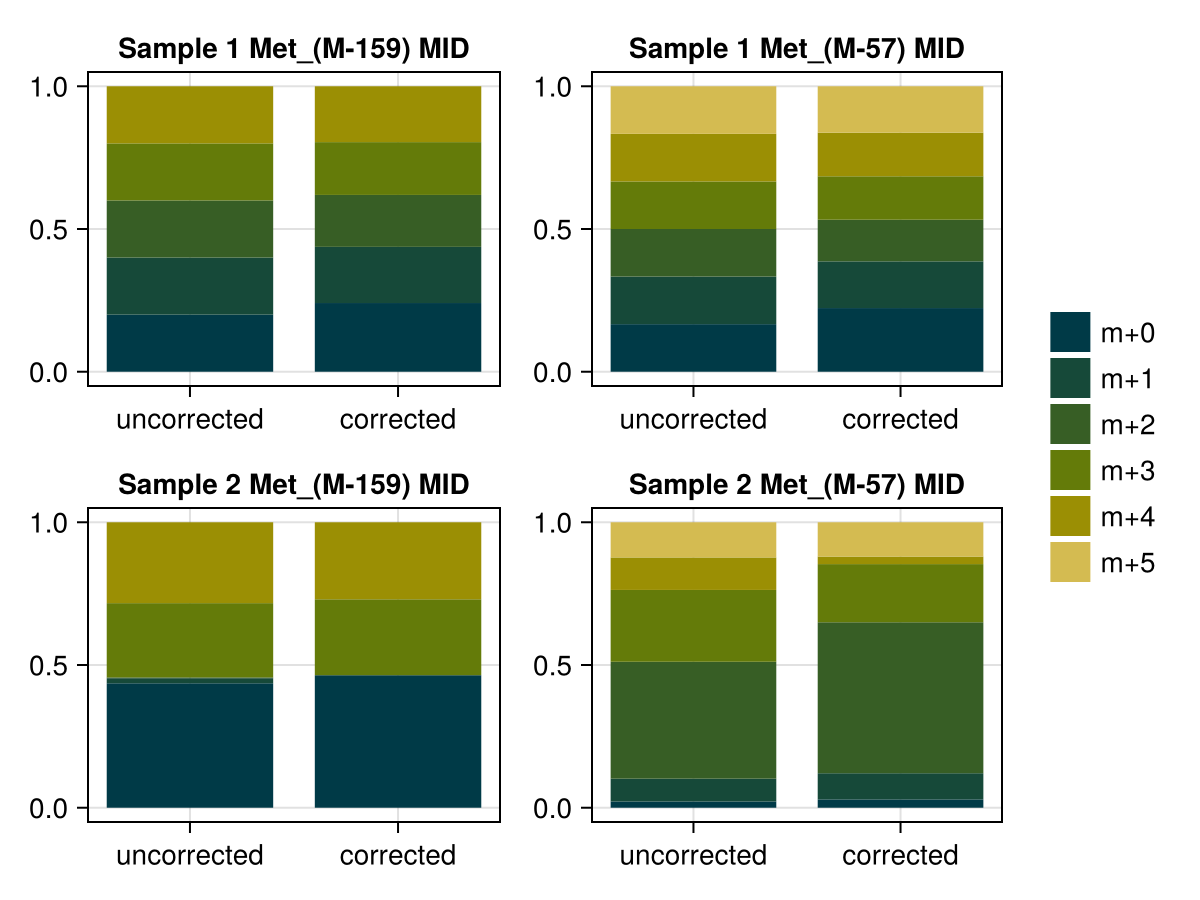 Sample 1 Met_(M-159) MID
1.0
0.5
0.0
uncorrected corrected
Sample 1 Met_(M-57) MID
1.0
0.5
0.0
uncorrected corrected
Sample 2 Met_(M-159) MID
1.0
0.5
0.0
uncorrected corrected
Sample 2 Met_(M-57) MID
1.0
0.5
0.0
uncorrected corrected
m+0
m+1
m+2
m+3
m+4
m+5